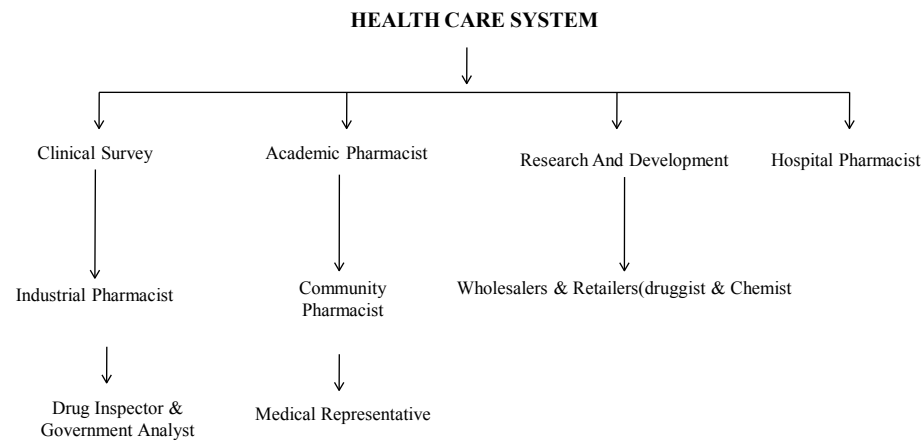 HEALTH CARE SYSTEM
Clinical Survey
Academic Pharmacist
Research And Development
Hospital Pharmacist
Industrial Pharmacist
Community
Pharmacist
Wholesalers & Retailers(druggist & Chemist
Drug Inspector &
Government Analyst
Medical Representative